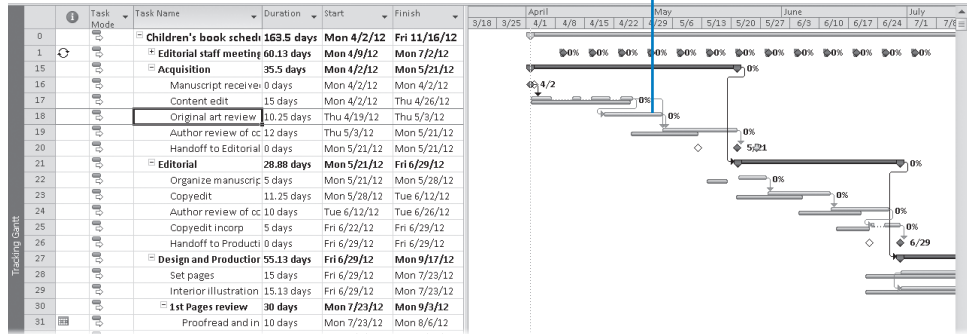 Task Mode Task Name Duration Start Finish
April May June July
3/18 3/25 4/1 4/8 4/15 4/22 4/29 5/6 5/13 5/20 5/27 6/3 6/10 6/17 6/24 7/1 7/8
0 Children's book schedu 163.5 days Mon 4/2/12 Fri 11/16/12
1 Editorial staff meeting 60.13 days Mon 4/9/12 Mon 7/2/12 0% 0% 0% 0% 0% 0% 0% 0% 0% 0% 0% 0% 0%
15 Acquisition 35.5 days Mon 4/2/12 Mon 5/21/12 0%
16 Manuscript received 0 days Mon 4/2/12 Mon 4/2/12 4/2
17 Content edit 15 days Mon 4/2/12 Thu 4/26/12 0%
18 Original art review 10.25 days Thu 4/19/12 Thu 5/3/12 0%
19 Author review of cc 12 days Thu 5/3/12 Mon 5/21/12 0%
20 Handoff to Editorial 0 days Mon 5/21/12 Mon 5/21/12 5/21
21 Editorial 28.88 days Mon 5/21/12 Fri 6/29/12 0%
22 Organize manuscrip 5 days Mon 5/21/12 Mon 5/28/12 0%
23 Copyedit 11.25 days Mon 5/28/12 Tue 6/12/12 0%
24 Author review of cc 10 days Tue 6/12/12 Tue 6/26/12 0%
25 Copyedit incorp 5 days Fri 6/22/12 Fri 6/29/12 0%
26 Handoff to Producti 0 days Fri 6/29/12 Fri 6/29/12 6/29
27 Design and Production 55.13 days Fri 6/29/12 Mon 9/17/12
28 Set pages 15 days Fri 6/29/12 Mon 7/23/12
29 Interior illustration 15.13 days Fri 6/29/12 Mon 7/23/12
30 1st Pages review 30 days Mon 7/23/12 Mon 9/3/12
31 Proofread and in 10 days Mon 7/23/12 Mon 8/6/12
Tracking Gantt